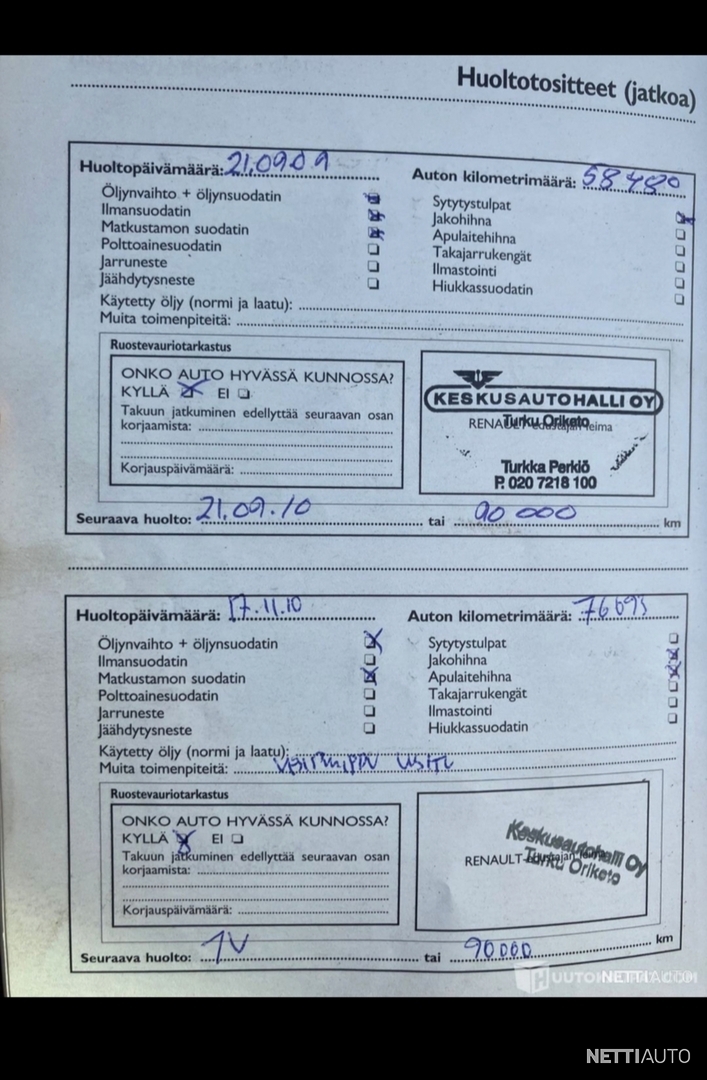 Huoltotositteet (jatkoa)
Huoltopäivämäärä: 21.09.09 Auton kilometrimäärä: 58480
Öljynvaihto + öljynsuodatin Sytytystulpat
Ilmansuodatin Jakohihna
Matkustamon suodatin Apulaitehihna
Polttoainesuodatin Takajarrukengät
Jarruneste Ilmastointi
Jäähdytysneste Hiukkassuodatin
Käytetty öljy (normi ja laatu):
Muita toimenpiteitä:
Ruostevauriotarkastus
ONKO AUTO HYVÄSSÄ KUNNOSSA?
KYLLÄ EI
Takuun jatkuminen edellyttää seuraavan osan
korjaamista:
Korjauspäivämäärä:
KESKUSAUTOHALLI OY
Turku Oriketo
RENAULT-edustajan leima
Turkka Perkiö
P. 020 7218 100
Seuraava huolto: 21.09.10 tai 90 000 km
Huoltopäivämäärä: 17.11.10 Auton kilometrimäärä: 76693
Öljynvaihto + öljynsuodatin Sytytystulpat
Ilmansuodatin Jakohihna
Matkustamon suodatin Apulaitehihna
Polttoainesuodatin Takajarrukengät
Jarruneste Ilmastointi
Jäähdytysneste Hiukkassuodatin
Käytetty öljy (normi ja laatu):
Muita toimenpiteitä:
Ruostevauriotarkastus
ONKO AUTO HYVÄSSÄ KUNNOSSA?
KYLLÄ EI
Takuun jatkuminen edellyttää seuraavan osan
korjaamista:
Korjauspäivämäärä:
Keskusautohalli Oy
RENAULT-edustajan leima
Turku Oriketo
Seuraava huolto: 1V tai 90000 km
NETTIAUTO